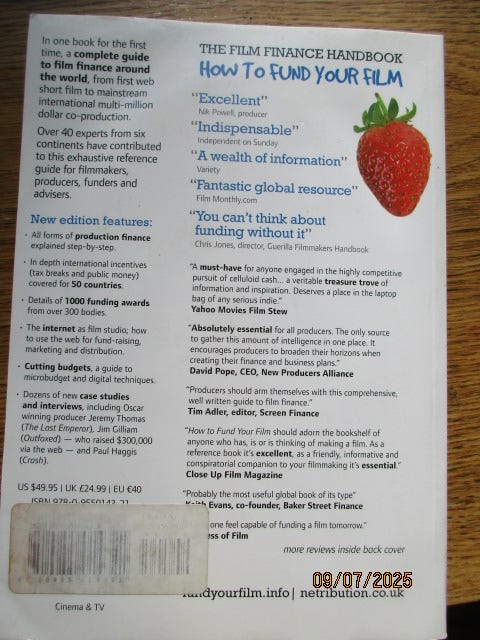 In one book for the first
time, a complete guide
to film finance around
the world, from first web
short film to mainstream
international multi-million
dollar co-production.
Over 40 experts from six
continents have contributed
to this exhaustive reference
guide for filmmakers,
producers, funders and
advisers.
New edition features:
· All forms of production finance
explained step-by-step.
· In depth international incentives
(tax breaks and public money)
covered for 50 countries.
· Details of 1000 funding awards
from over 300 bodies.
· The internet as film studio; how
to use the web for fund-raising,
marketing and distribution.
· Cutting budgets, a guide to
microbudget and digital techniques.
· Dozens of new case studies
and interviews, including Oscar
winning producer Jeremy Thomas
(The Last Emperor), Jim Gilliam
(Outfoxed) — who raised $300,000
via the web — and Paul Haggis
(Crash).
US $49.95 | UK £24.99 | EU €40
ISBN 978-0-9550143-
Cinema & TV
THE FILM FINANCE HANDBOOK
HOW TO FUND YOUR FILM
"Excellent"
Nik Powell, producer
"Indispensable"
Independent on Sunday
"A wealth of information"
Variety
"Fantastic global resource"
Film Monthly.com
"You can't think about
funding without it"
Chris Jones, director, Guerilla Filmmakers Handbook
"A must-have for anyone engaged in the highly competitive
pursuit of celluloid cash... a veritable treasure trove of
information and inspiration. Deserves a place in the laptop
bag of any serious indie."
Yahoo Movies Film Stew
"Absolutely essential for all producers. The only source
to gather this amount of intelligence in one place. It
encourages producers to broaden their horizons when
creating their finance and business plans."
David Pope, CEO, New Producers Alliance
"Producers should arm themselves with this comprehensive,
well written guide to film finance."
Tim Adler, editor, Screen Finance
"How to Fund Your Film should adorn the bookshelf of
anyone who has, is or is thinking of making a film. As a
reference book it's excellent, as a friendly, informative and
conspiratorial companion to your filmmaking it's essential."
Close Up Film Magazine
"Probably the most useful global book of its type"
Keith Evans, co-founder, Baker Street Finance
one feel capable of funding a film tomorrow."
ess of Film
more reviews inside back cover
fundyourfilm.info | netribution.co.uk
09/07/2025